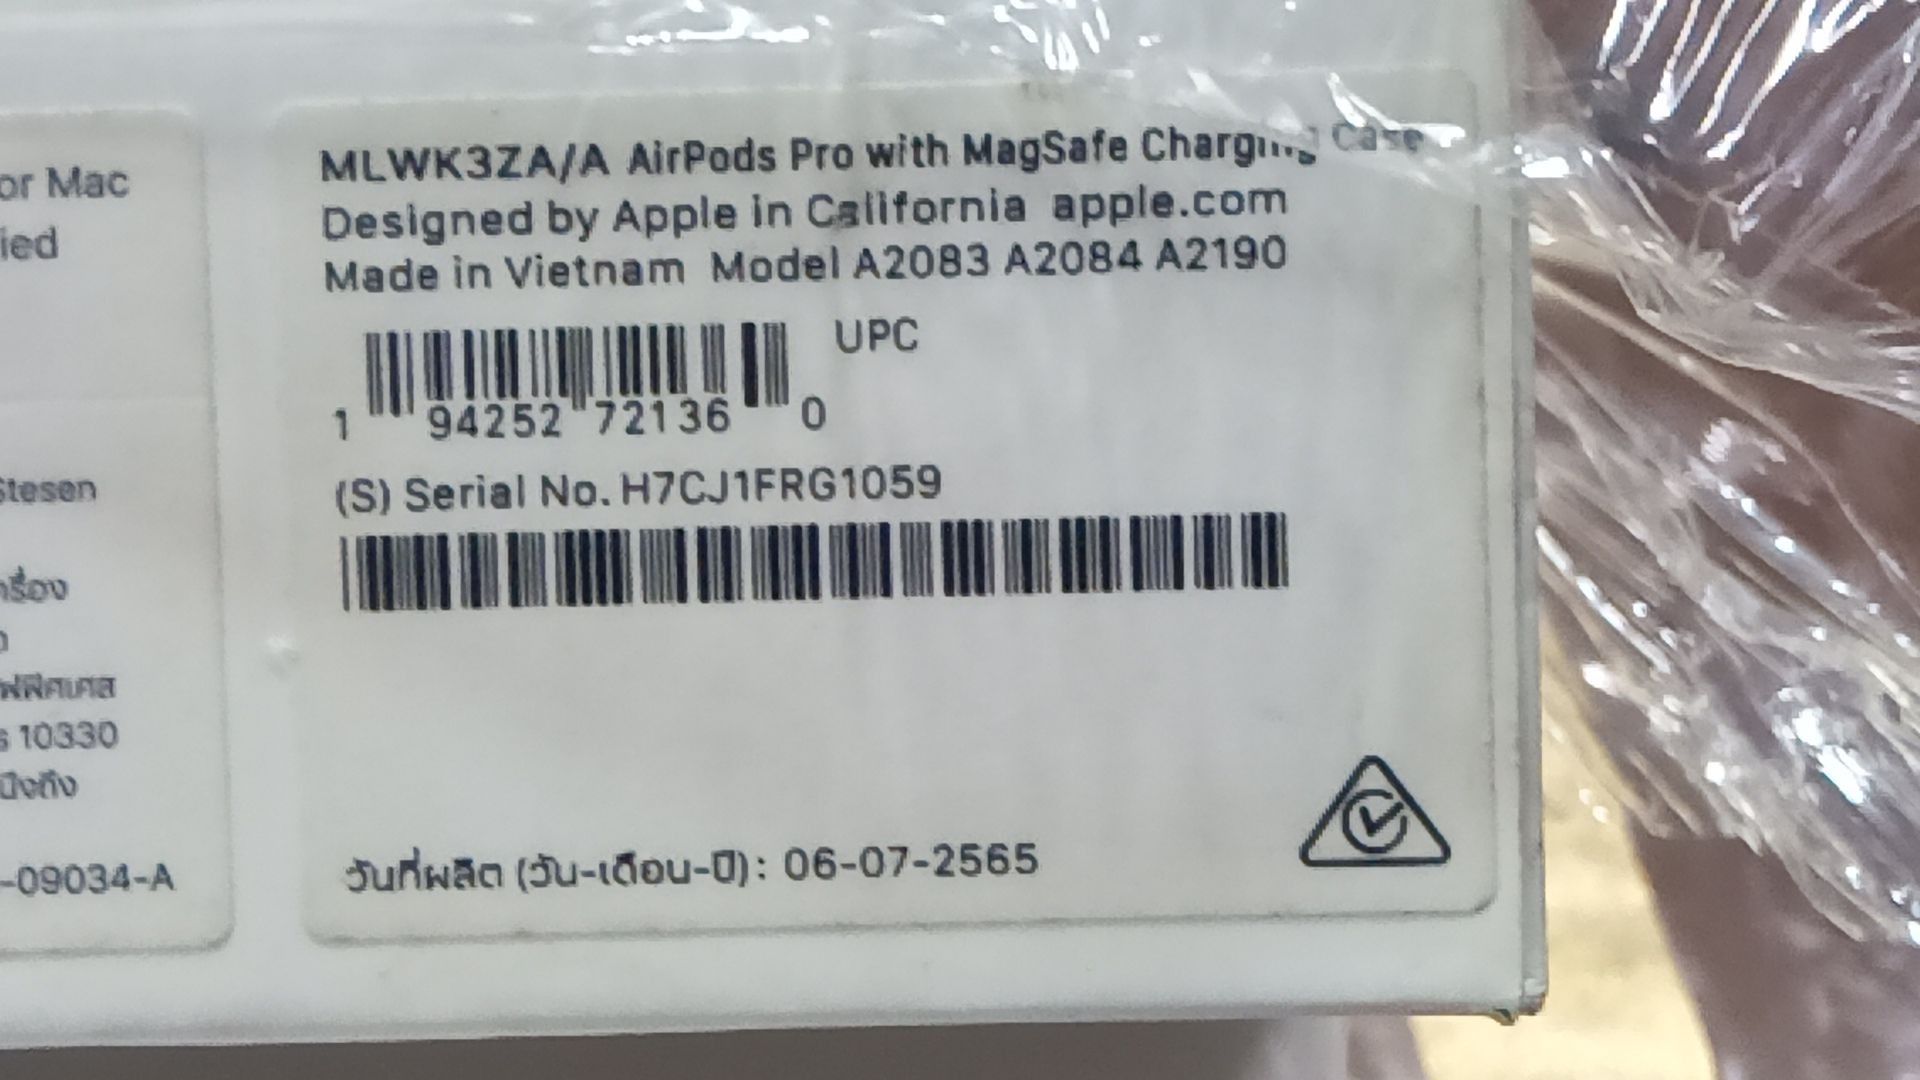 or Mac
ied
Stesen
10330
-09034-A
MLWK3ZA/A AirPods Pro with MagSafe Charging Case
Designed by Apple in California apple.com
Made in Vietnam Model A2083 A2084 A2190
UPC
1 94252 72136 0
(S) Serial No. H7CJ1FRG1059
วันที่ผลิต (วัน-เดือน-ปี): 06-07-2565